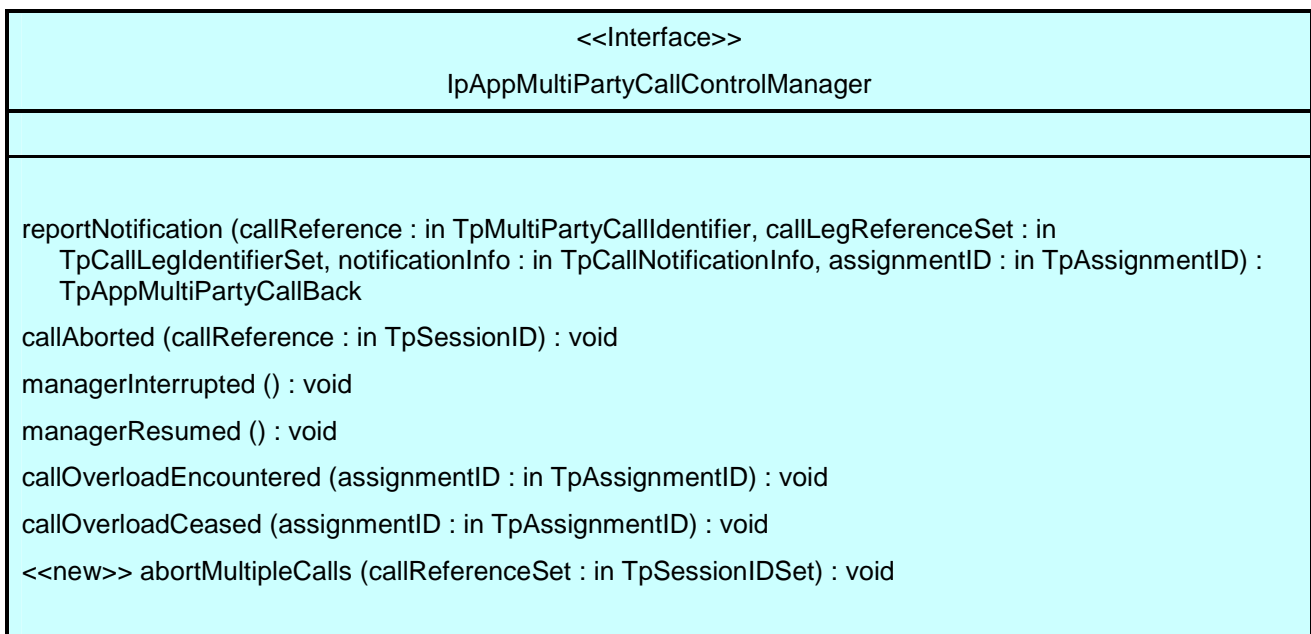 <<Interface>>
IpAppMultiPartyCallControlManager
reportNotification (callReference : in TpMultiPartyCallIdentifier, callLegReferenceSet : in
TpCallLegIdentifierSet, notificationInfo : in TpCallNotificationInfo, assignmentID : in TpAssignmentID) :
TpAppMultiPartyCallBack
callAborted (callReference : in TpSessionID) : void
managerInterrupted () : void
managerResumed () : void
callOverloadEncountered (assignmentID : in TpAssignmentID) : void
callOverloadCeased (assignmentID : in TpAssignmentID) : void
<<new>> abortMultipleCalls (callReferenceSet : in TpSessionIDSet) : void